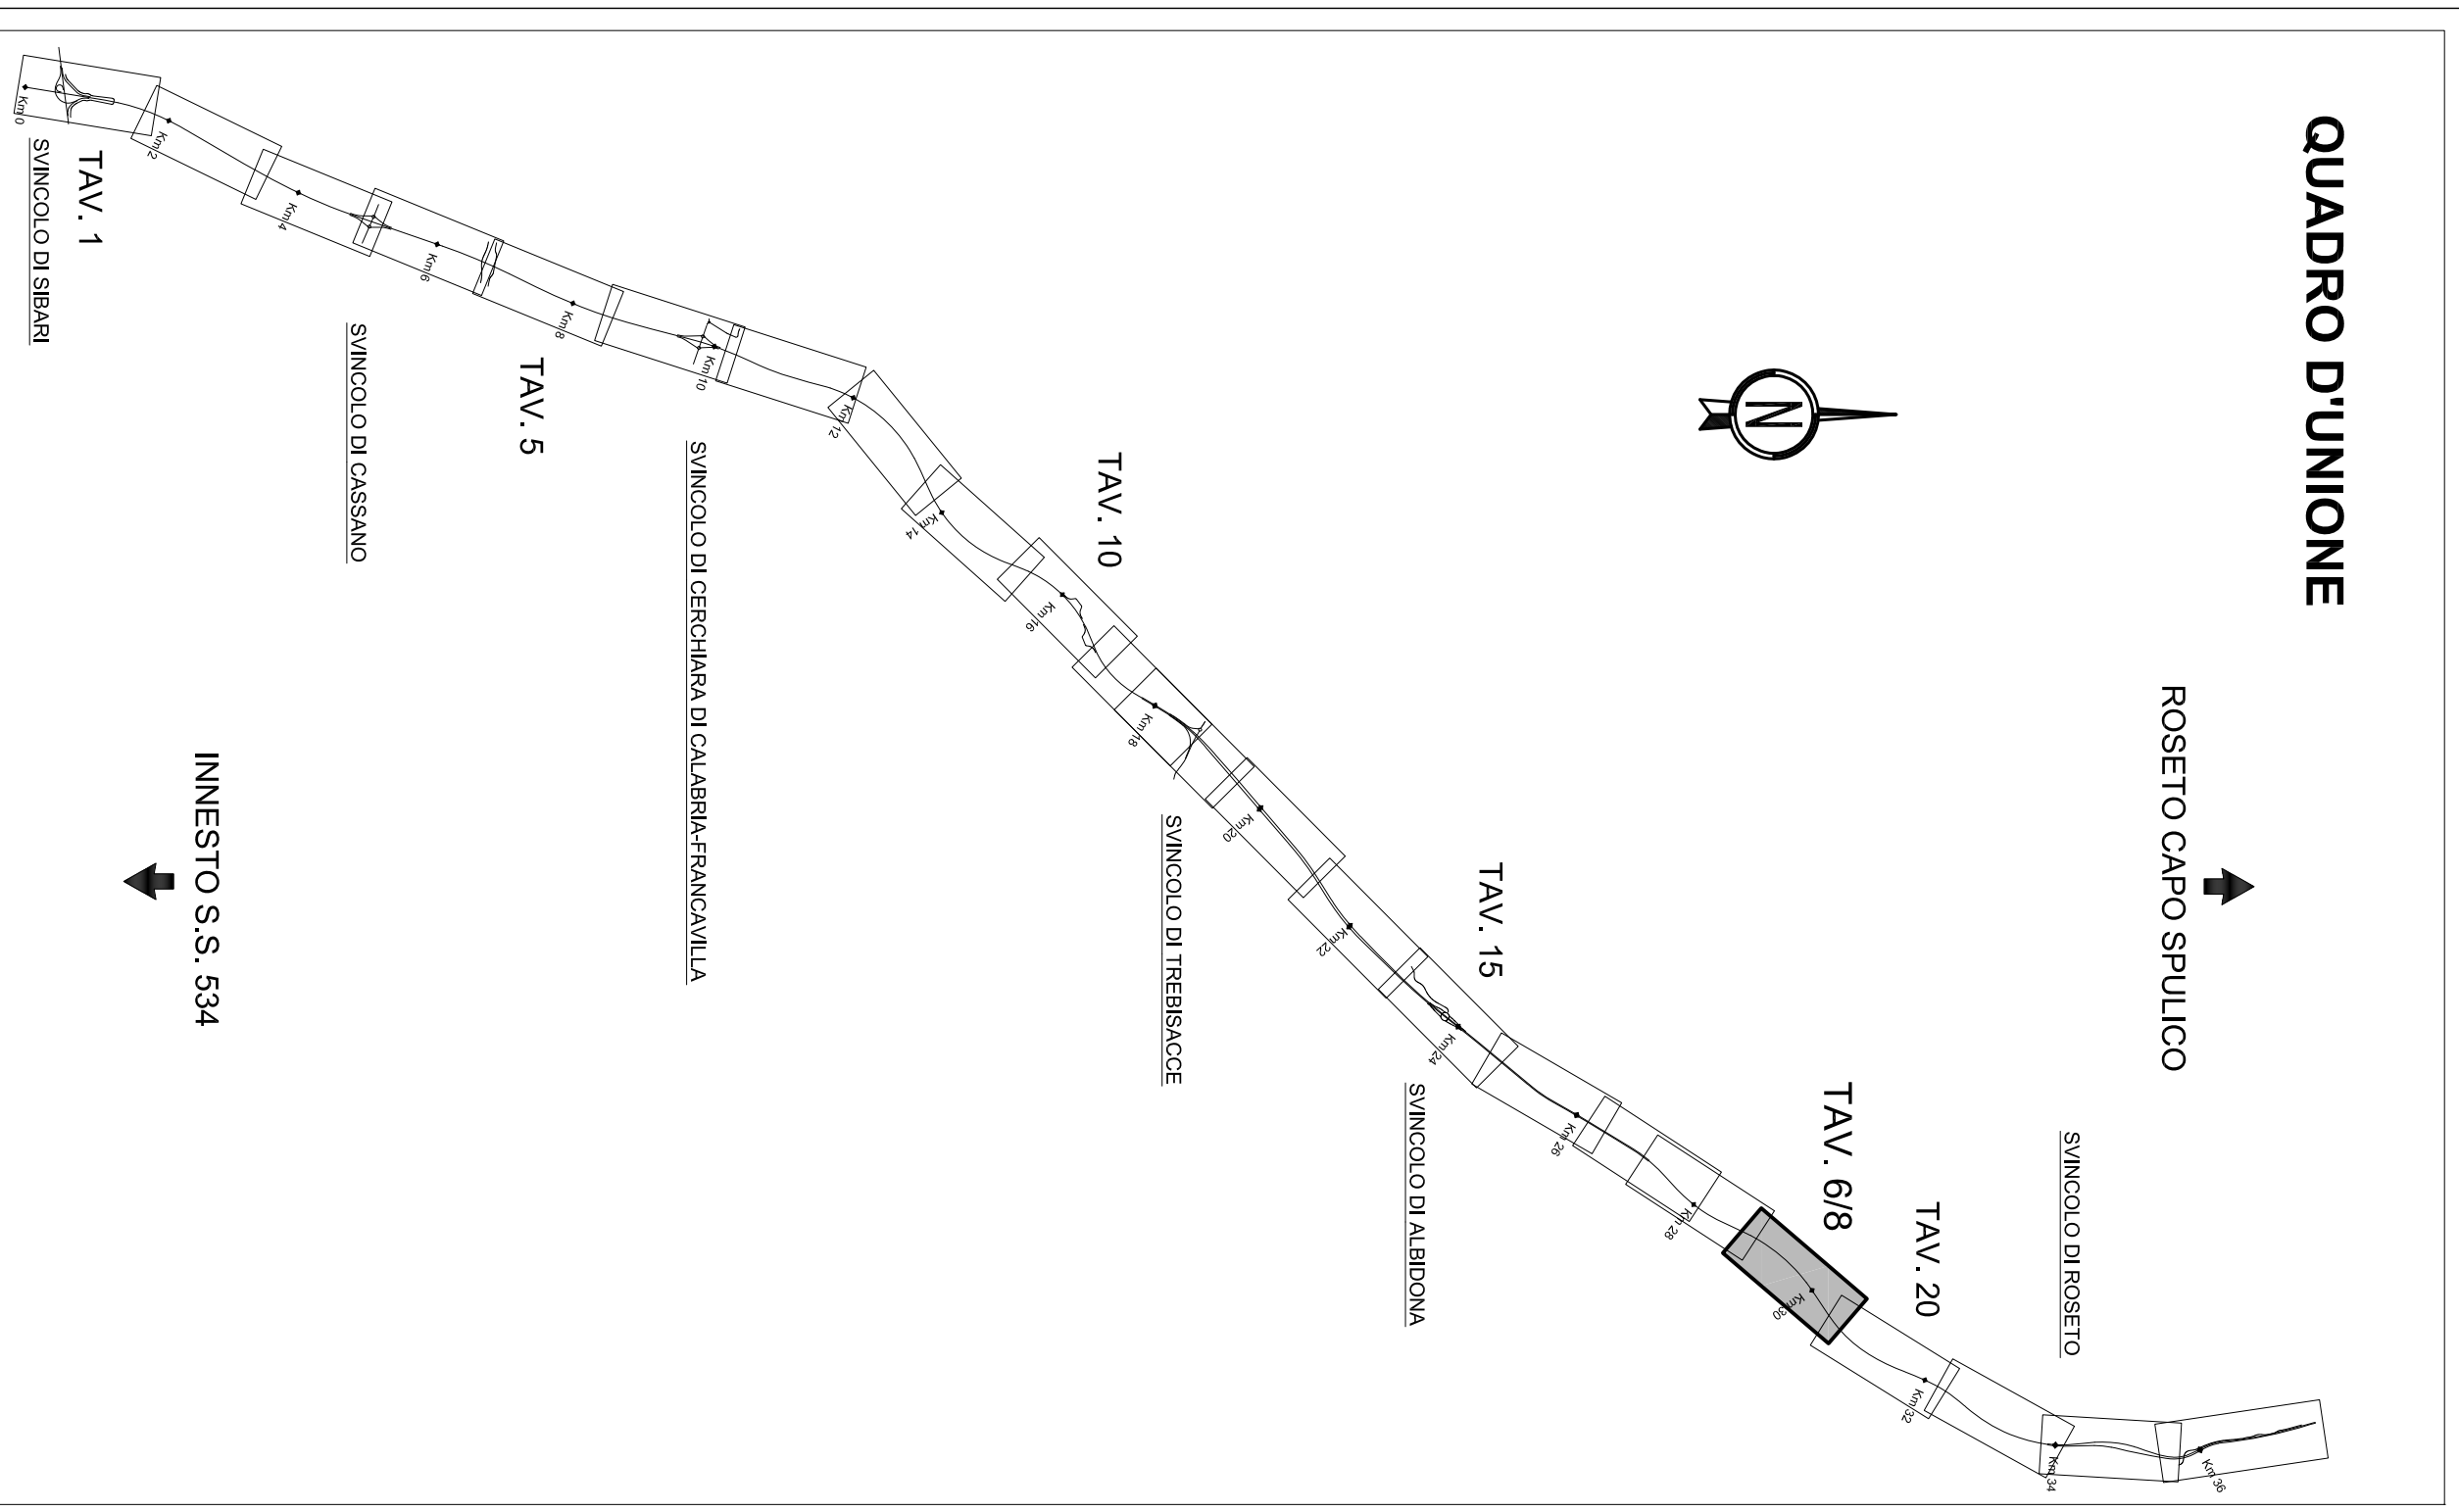 QUADRO D'UNIONE
ROSETO CAPO SPULICO
SVINCOLO DI ROSETO
TAV. 20
TAV. 6/8
N
TAV. 15
SVINCOLO DI ALBIDONA
SVINCOLO DI TREBISACCE
TAV. 10
SVINCOLO DI CERCHIARA DI CALABRIA-FRANCAVILLA
TAV. 5
SVINCOLO DI CASSANO
INNESTO S.S. 534
TAV. 1
SVINCOLO DI SIBARI
Km 36
Km 34
Km 32
Km 30
Km 28
Km 26
Km 24
Km 22
Km 20
Km 18
Km 16
Km 14
Km 12
Km 10
Km 8
Km 6
Km 4
Km 2
Km 0